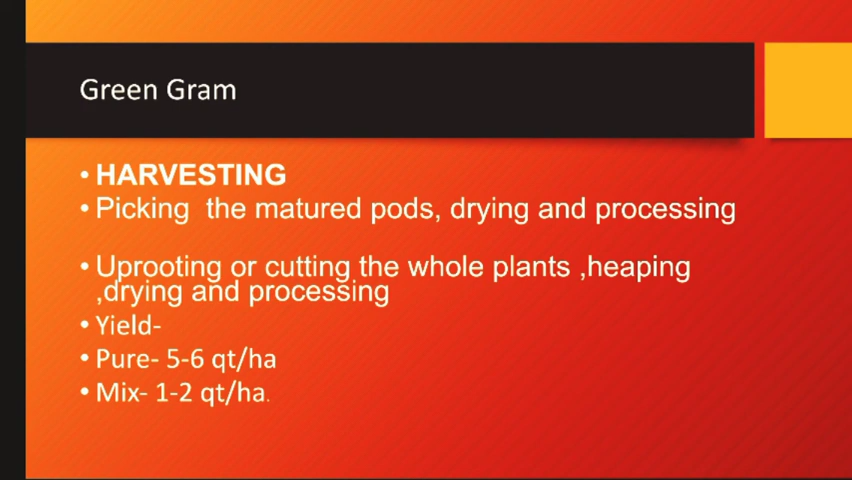 Green Gram
• HARVESTING
• Picking the matured pods, drying and processing
• Uprooting or cutting the whole plants ,heaping
,drying and processing
• Yield-
• Pure- 5-6 qt/ha
• Mix- 1-2 qt/ha.